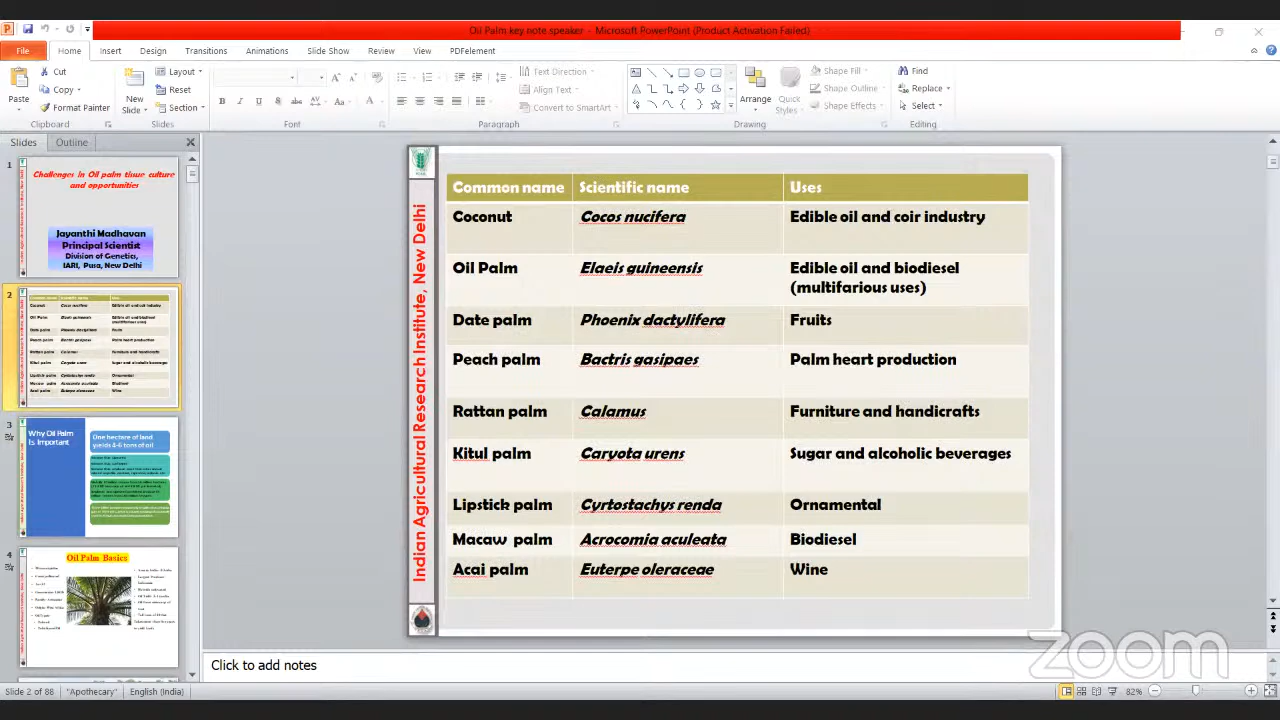 Oil Palm key note speaker - Microsoft PowerPoint (Product Activation Failed)
File Home Insert Design Transitions Animations Slide Show Review View PDFelement
Cut
Copy
Format Painter
Paste
Clipboard
New Slide
Layout
Reset
Section
Slides
Font
Text Direction
Align Text
Convert to SmartArt
Paragraph
Arrange
Quick Styles
Shape Fill
Shape Outline
Shape Effects
Drawing
Find
Replace
Select
Editing
Slides Outline
1
Challenges in Oil palm tissue culture
and opportunities
Jayanthi Madhavan
Principal Scientist
Division of Genetics,
IARI, Pusa, New Delhi
2
3
Why Oil Palm
Is Important
One hectare of land
yields 4-6 tons of oil
4
Oil Palm Basics
Indian Agricultural Research Institute, New Delhi
Common name Scientific name Uses
Coconut Cocos nucifera Edible oil and coir industry
Oil Palm Elaeis guineensis Edible oil and biodiesel
(multifarious uses)
Date palm Phoenix dactylifera Fruits
Peach palm Bactris gasipaes Palm heart production
Rattan palm Calamus Furniture and handicrafts
Kitul palm Caryota urens Sugar and alcoholic beverages
Lipstick palm Cyrtostachys renda Ornamental
Macaw palm Acrocomia aculeata Biodiesel
Acai palm Euterpe oleraceae Wine
zoom
Click to add notes
Slide 2 of 88 "Apothecary" English (India) 82%